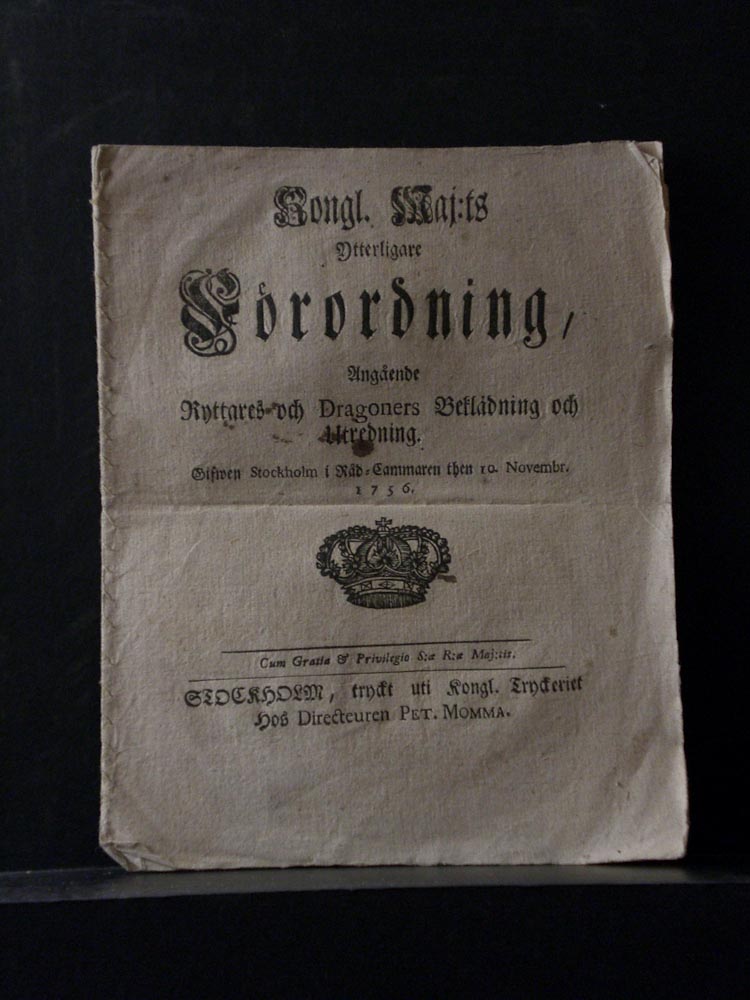 Kongl. Maj:ts
Ytterligare
Förordning,
Angående
Ryttares och Dragoners Beklädning och
Utredning.
Gifwen Stockholm i Råd-Cammaren then 10. Novembr.
1756.
Cum Gratia & Privilegio S:æ R:æ Maj:tis.
STOCKHOLM, tryckt uti Kongl. Tryckeriet
Hos Directeuren PET. MOMMA.